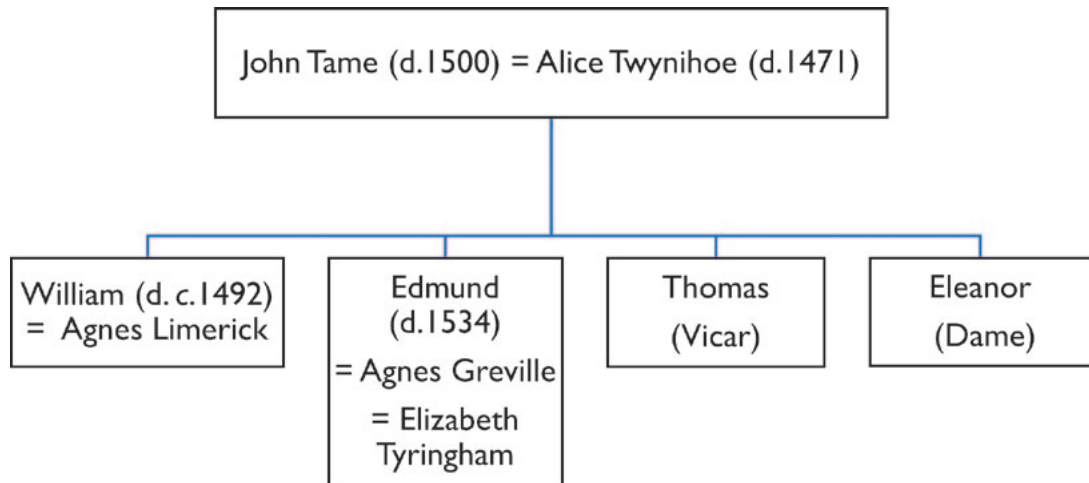 John Tame (d.1500) = Alice Twynihoe (d.1471)
William (d. c.1492)
= Agnes Limerick
Edmund
(d.1534)
= Agnes Greville
= Elizabeth
Tyringham
Thomas
(Vicar)
Eleanor
(Dame)